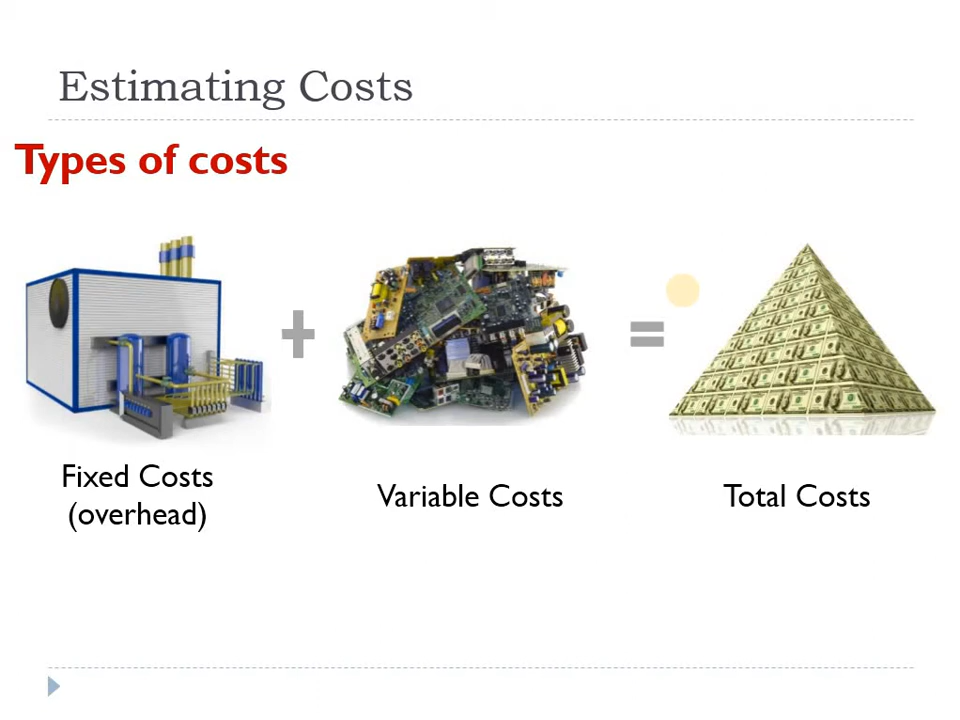 Estimating Costs
Types of costs
+
=
Fixed Costs
(overhead)
Variable Costs
Total Costs